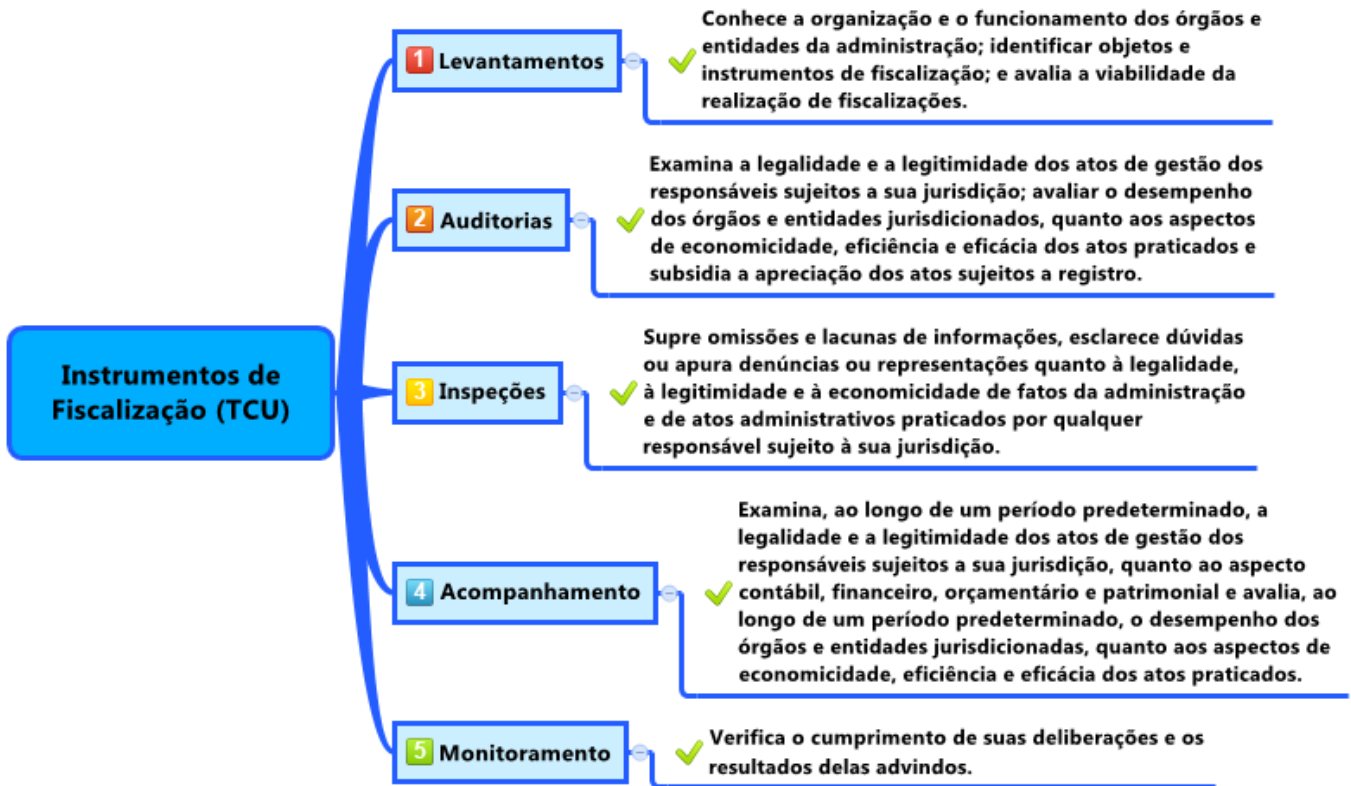 Instrumentos de
Fiscalização (TCU)
1 Levantamentos
Conhece a organização e o funcionamento dos órgãos e
entidades da administração; identificar objetos e
instrumentos de fiscalização; e avalia a viabilidade da
realização de fiscalizações.
2 Auditorias
Examina a legalidade e a legitimidade dos atos de gestão dos
responsáveis sujeitos a sua jurisdição; avaliar o desempenho
dos órgãos e entidades jurisdicionados, quanto aos aspectos
de economicidade, eficiência e eficácia dos atos praticados e
subsidia a apreciação dos atos sujeitos a registro.
3 Inspeções
Supre omissões e lacunas de informações, esclarece dúvidas
ou apura denúncias ou representações quanto à legalidade,
à legitimidade e à economicidade de fatos da administração
e de atos administrativos praticados por qualquer
responsável sujeito à sua jurisdição.
4 Acompanhamento
Examina, ao longo de um período predeterminado, a
legalidade e a legitimidade dos atos de gestão dos
responsáveis sujeitos a sua jurisdição, quanto ao aspecto
contábil, financeiro, orçamentário e patrimonial e avalia, ao
longo de um período predeterminado, o desempenho dos
órgãos e entidades jurisdicionadas, quanto aos aspectos de
economicidade, eficiência e eficácia dos atos praticados.
5 Monitoramento
Verifica o cumprimento de suas deliberações e os
resultados delas advindos.